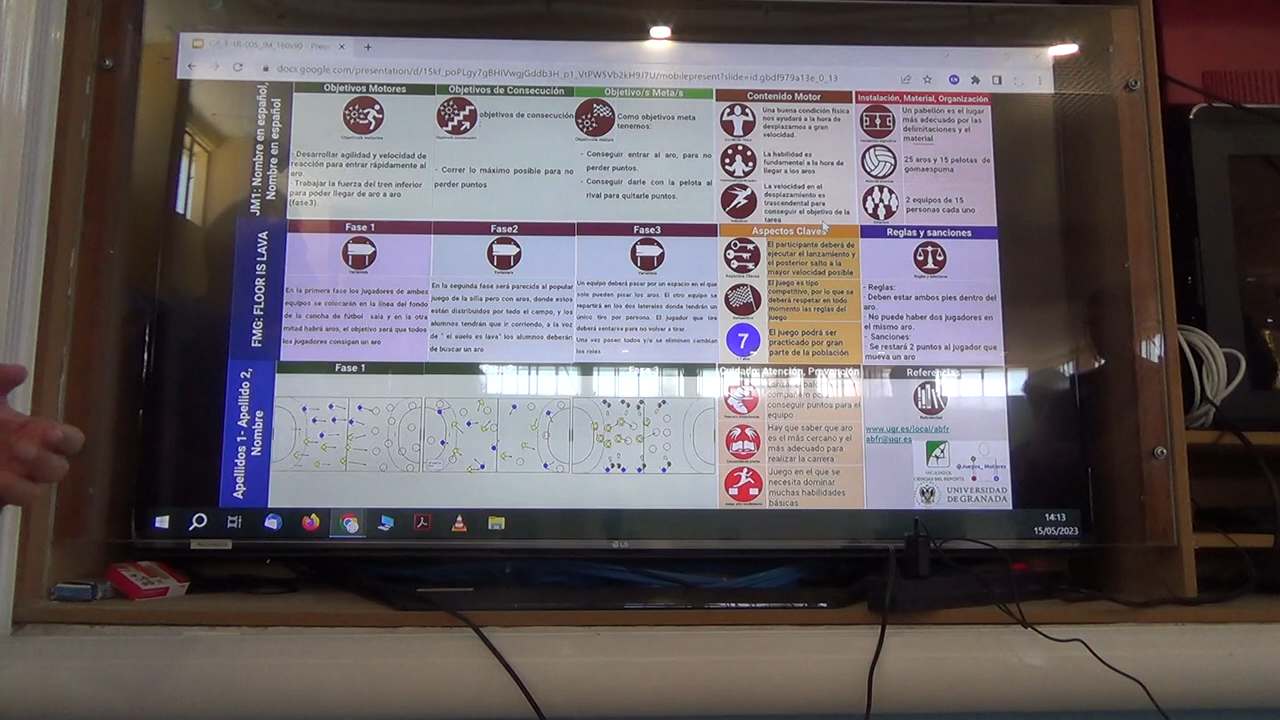 docs.google.com/presentation/d/
JM1: Nombre en español,
Nombre en español
FMG: FLOOR IS LAVA
Apellidos 1- Apellido 2,
Nombre
Objetivos Motores
- Desarrollar agilidad y velocidad de
reacción para entrar rápidamente al
aro.
- Trabajar la fuerza del tren inferior
para poder llegar de aro a aro
(fase3).
Objetivos de Consecución
objetivos de consecución
- Correr lo máximo posible para no
perder puntos
Objetivo/s Meta/s
Como objetivos meta
tenemos:
- Conseguir entrar al aro, para no
perder puntos.
- Conseguir darle con la pelota al
rival para quitarle puntos.
Contenido Motor
Una buena condición física
nos ayudará a la hora de
desplazarnos a gran
velocidad.
La habilidad es
fundamental a la hora de
llegar a los aros
La velocidad en el
desplazamiento es
trascendental para
conseguir el objetivo de la
tarea
Instalación, Material, Organización
Un pabellón es el lugar
más adecuado por las
delimitaciones y el
material
25 aros y 15 pelotas de
gomaespuma
2 equipos de 15
personas cada uno
Fase 1
En la primera fase los jugadores de ambos
equipos se colocarán en la línea del fondo
de la cancha de fútbol sala y en la otra
mitad habrá aros, el objetivo será que todos
los jugadores consigan un aro
Fase2
En la segunda fase será parecida al popular
juego de la silla pero con aros, donde estos
están distribuidos por todo el campo, y los
alumnos tendrán que ir corriendo, a la voz
de " el suelo es lava" los alumnos deberán
de buscar un aro
Fase3
Un equipo deberá pasar por un espacio en el que
solo pueden pisar los aros. El otro equipo se
repartirá en los dos laterales donde tendrán un
único tiro por persona. El jugador que tire
deberá sentarse para no volver a tirar.
Una vez pasen todos y/o se eliminen cambian
los roles
Aspectos Claves
El participante deberá de
ejecutar el lanzamiento y
el posterior salto a la
mayor velocidad posible
El juego es tipo
competitivo, por lo que se
deberá respetar en todo
momento las reglas del
juego
7
El juego podrá ser
practicado por gran
parte de la población
Reglas y sanciones
- Reglas:
- Deben estar ambos pies dentro del
aro.
- No puede haber dos jugadores en
el mismo aro.
- Sanciones:
- Se restará 2 puntos al jugador que
mueva un aro
Fase 1
Fase 3
Cuidado, Atención, Prevención
conseguir puntos para el
equipo
Hay que saber que aro
es el más cercano y el
más adecuado para
realizar la carrera
Juego en el que se
necesita dominar
muchas habilidades
básicas
Referencias
www.ugr.es/local/abfr
abfr@ugr.es
FACULTAD DE
CIENCIAS DEL DEPORTE
@Juegos_Motores
UNIVERSIDAD
DE GRANADA
14:13
15/05/2023
LG